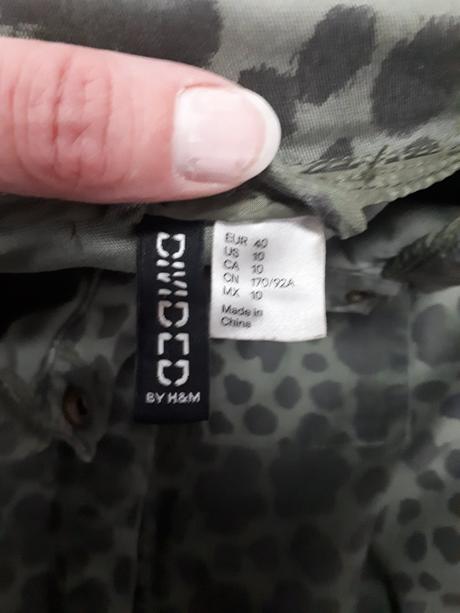 DIVIDED
BY H&M
EUR 40
US 10
CA 10
CN 170/92A
MX 10
Made in
China